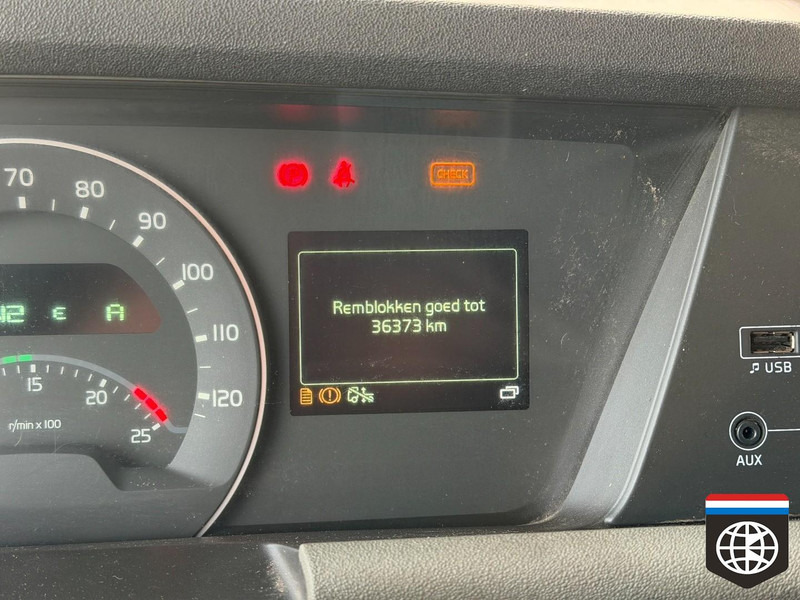 CHECK
70
80
90
100
110
120
E A
Remblokken goed tot
36373 km
15
20
25
r/min x 100
USB
AUX